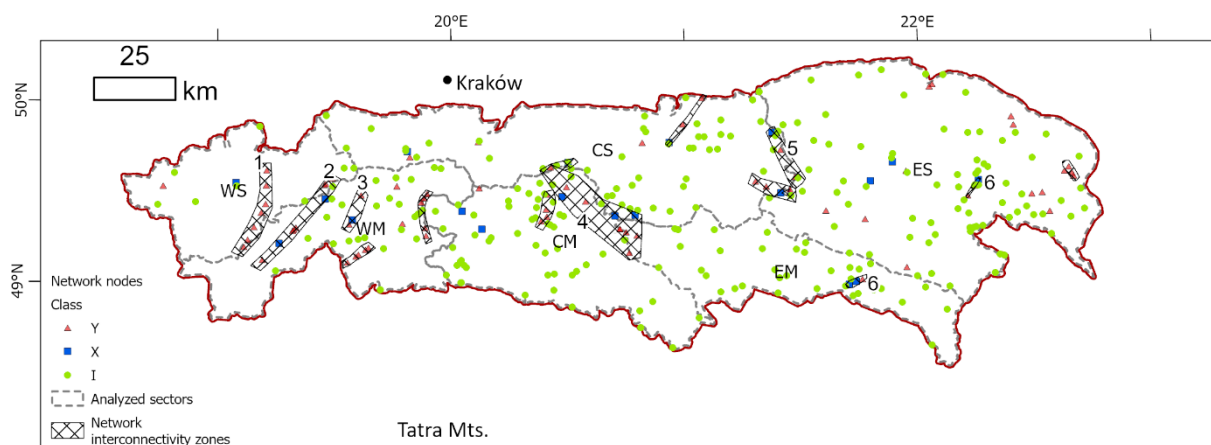 20°E
22°E
25
km
Kraków
50°N
49°N
CS
5
ES
6
1
WS
2
3
WM
4
CM
EM
6
Network nodes
Class
Y
X
I
Analyzed sectors
Network
interconnectivity zones
Tatra Mts.